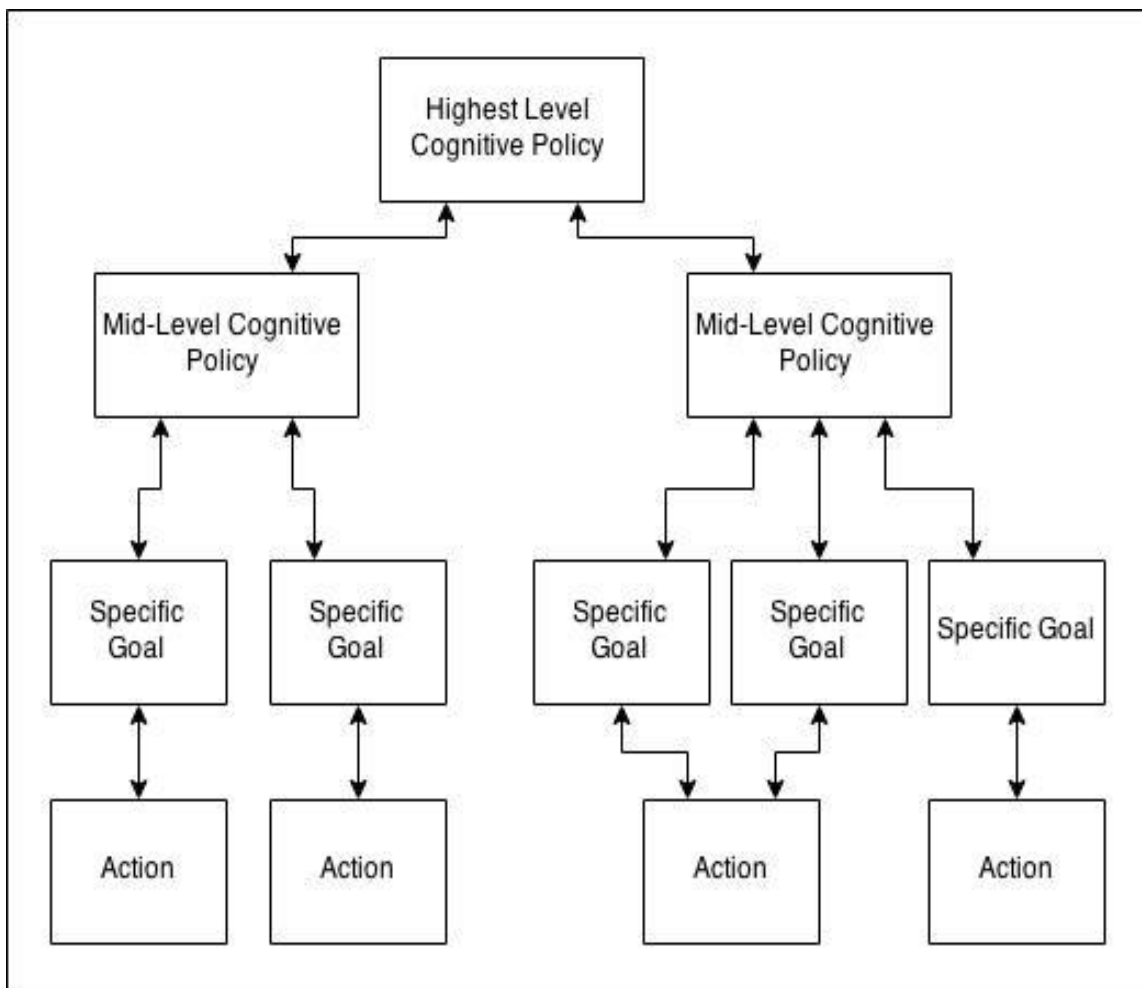 Highest Level
Cognitive Policy
Mid-Level Cognitive
Policy
Mid-Level Cognitive
Policy
Specific
Goal
Specific
Goal
Specific
Goal
Specific
Goal
Specific Goal
Action
Action
Action
Action